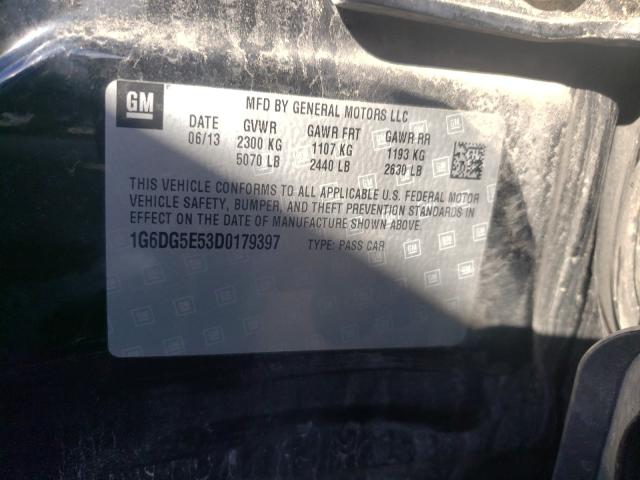 GM
MFD BY GENERAL MOTORS LLC
DATE GVWR GAWR FRT GAWR RR
06/13 2300 KG 1107 KG 1193 KG
5070 LB 2440 LB 2630 LB
THIS VEHICLE CONFORMS TO ALL APPLICABLE U.S. FEDERAL MOTOR
VEHICLE SAFETY, BUMPER, AND THEFT PREVENTION STANDARDS IN
EFFECT ON THE DATE OF MANUFACTURE SHOWN ABOVE.
1G6DG5E53D0179397 TYPE: PASS CAR